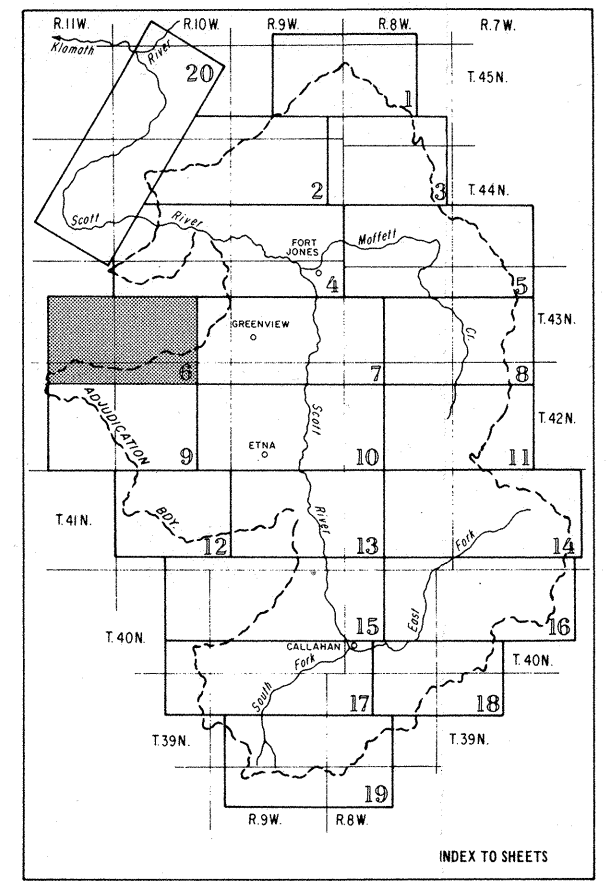 R.11W. R.10W. R.9W. R.8W. R.7W.
Klamath River
20
T.45N.
1
2
3
T.44N.
Scott River
FORT
JONES
Moffett
4
5
GREENVIEW
T.43N.
6
7
Cr.
8
ADJUDICATION
Scott
T.42N.
ETNA
9
10
11
T.41N.
BDY.
River
Fork
12
13
14
East
T.40N.
15
16
CALLAHAN
Fork
T.40N.
South
17
18
T.39N.
T.39N.
19
R.9W. R.8W.
INDEX TO SHEETS